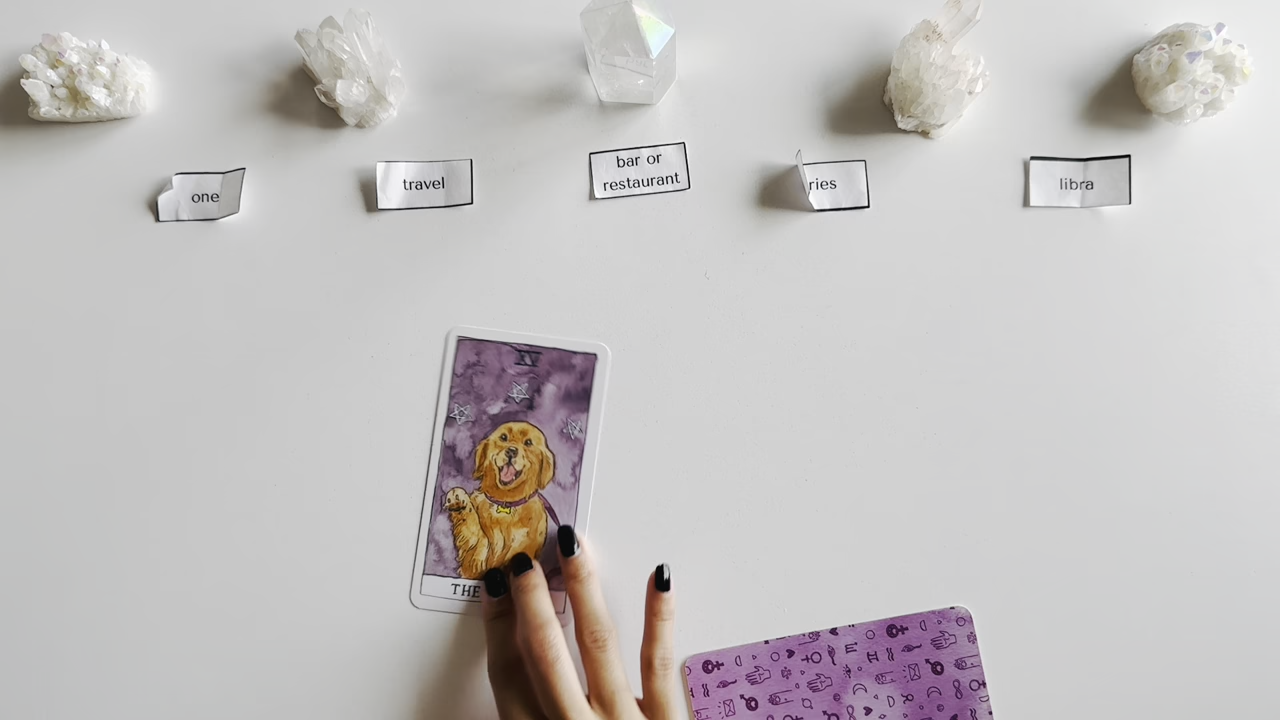 one
travel
bar or
restaurant
ries
libra
XV
THE